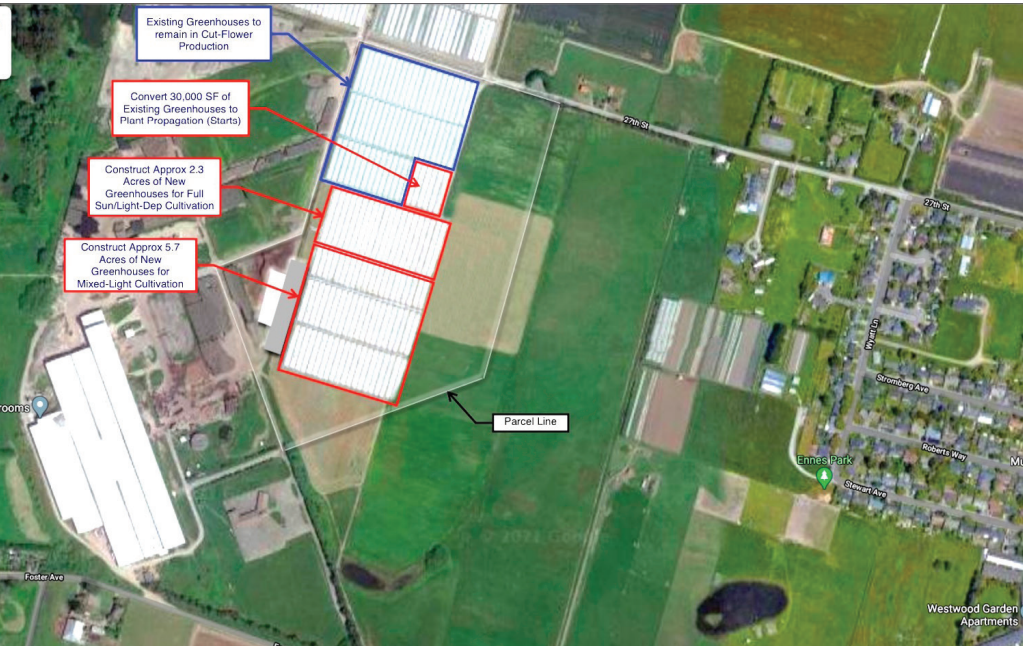 Existing Greenhouses to
remain in Cut-Flower
Production
Convert 30,000 SF of
Existing Greenhouses to
Plant Propagation (Starts)
27th St
Construct Approx 2.3
Acres of New
Greenhouses for Full
Sun/Light-Dep Cultivation
27th St
Construct Approx 5.7
Acres of New
Greenhouses for
Mixed-Light Cultivation
Wyatt Ln
Stromberg Ave
rooms
Parcel Line
Roberts Way
Ennes Park
Mu
Stewart Ave
Foster Ave
Westwood Garden
Apartments